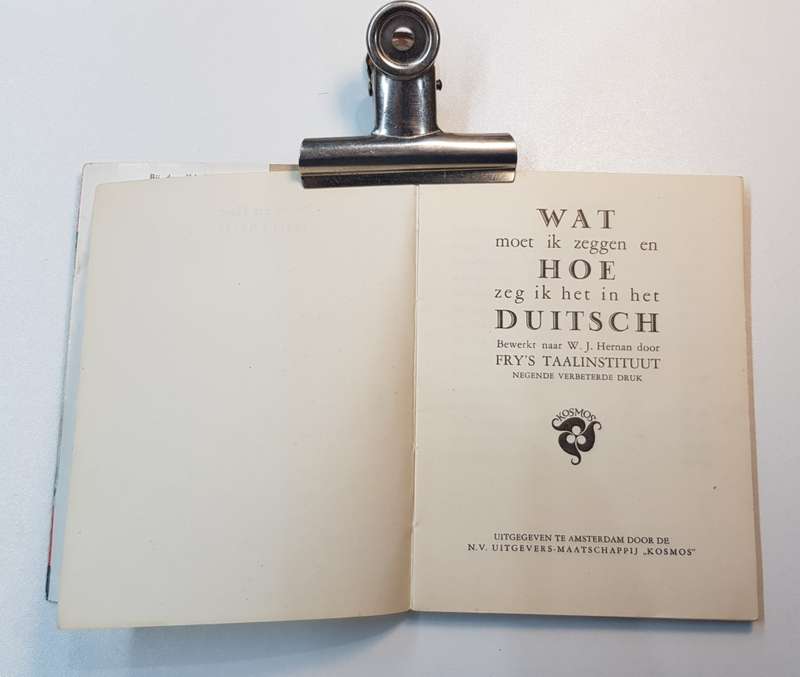 WAT
moet ik zeggen en
HOE
zeg ik het in het
DUITSCH
Bewerkt naar W. J. Hernan door
FRY'S TAALINSTITUUT
NEGENDE VERBETERDE DRUK
KOSMOS
UITGEGEVEN TE AMSTERDAM DOOR DE
N.V. UITGEVERS-MAATSCHAPPIJ „KOSMOS”